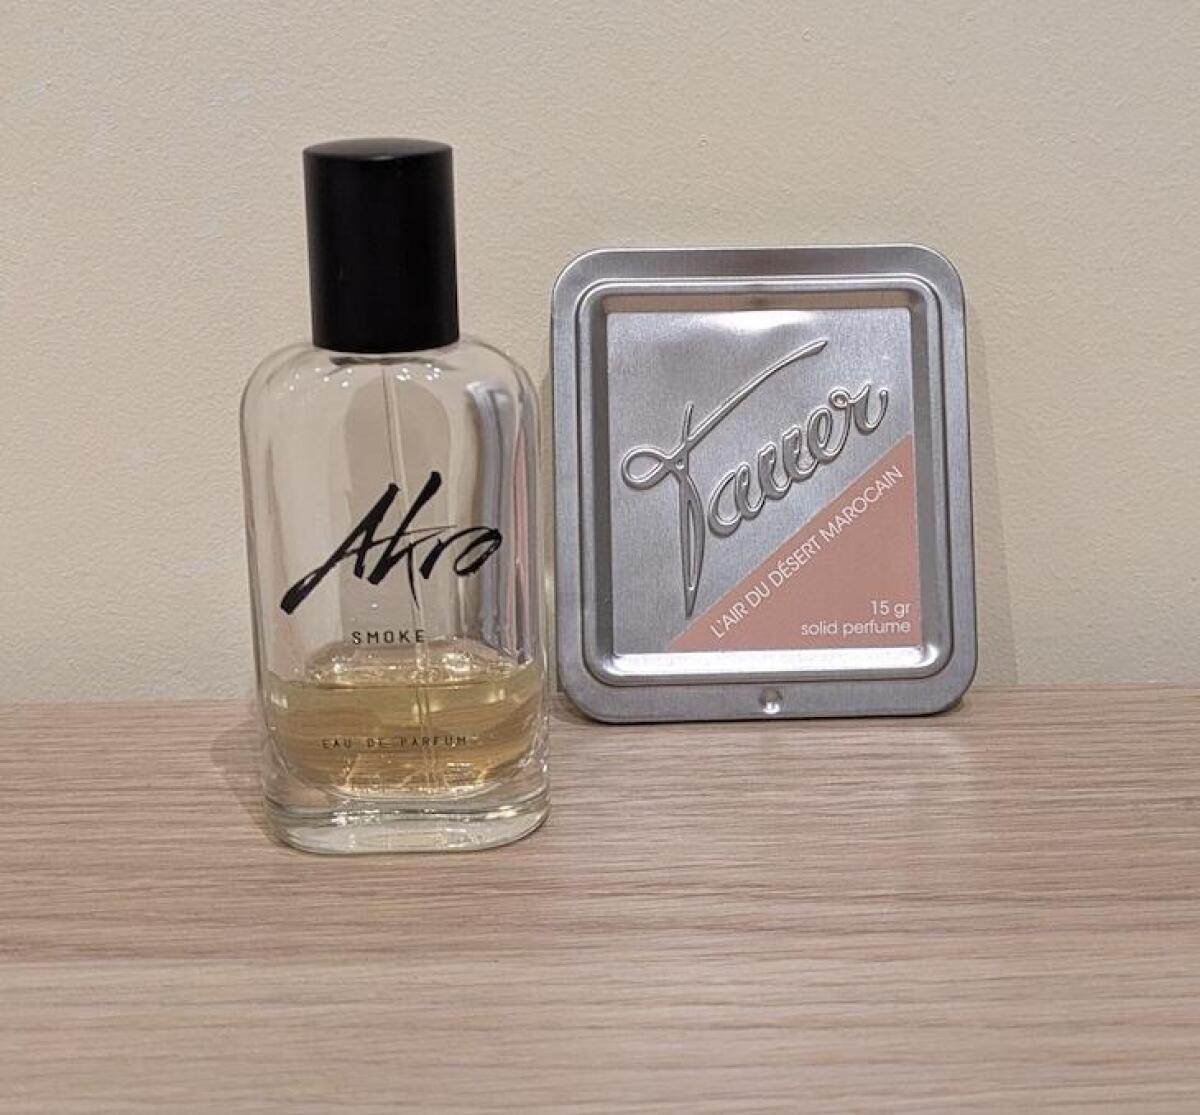 Akro
SMOKE
EAU DE PARFUM
Tauer
L'AIR DU DÉSERT MAROCAIN
15 gr
solid perfume